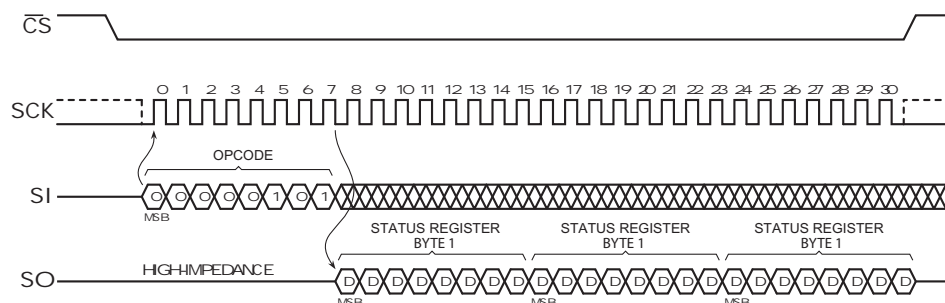 CS
0 1 2 3 4 5 6 7 8 9 10 11 12 13 14 15 16 17 18 19 20 21 22 23 24 25 26 27 28 29 30
SCK
OPCODE
SI 0 0 0 0 0 1 0 1
MSB
STATUS REGISTER BYTE 1
STATUS REGISTER BYTE 1
STATUS REGISTER BYTE 1
SO HIGH-IMPEDANCE D D D D D D D D D D D D D D D D D D D D D D D D
MSB MSB MSB